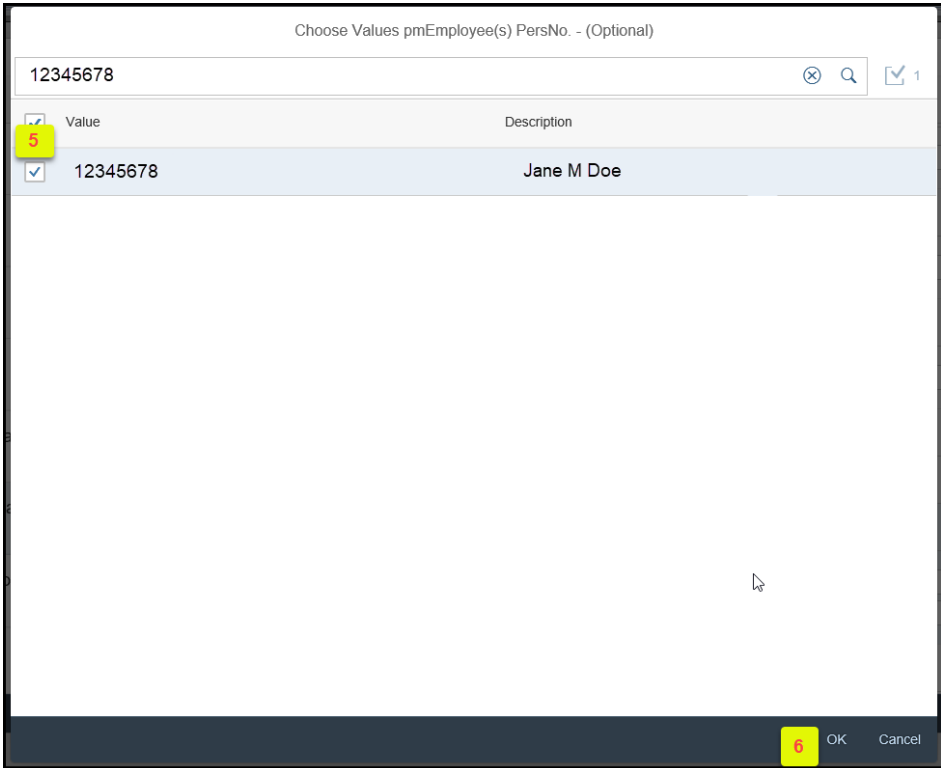 Choose Values pmEmployee(s) PersNo. - (Optional)
12345678 1
Value Description
5
12345678 Jane M Doe
6 OK Cancel